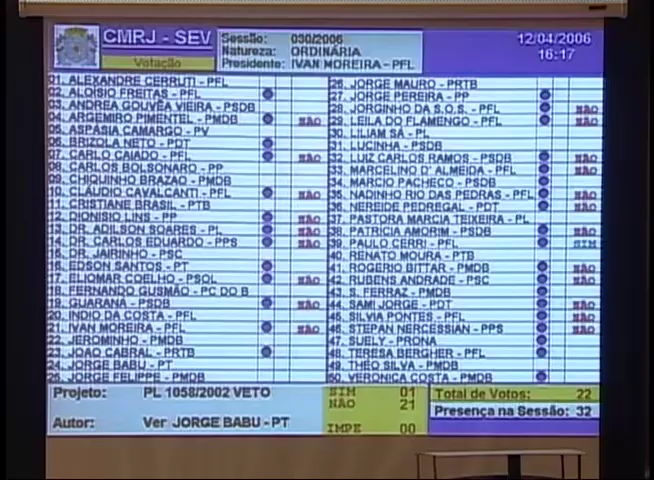 CMRJ - SEV
Votação
Sessão: 030/2006
Natureza: ORDINÁRIA
Presidente: IVAN MOREIRA - PFL
12/04/2006
16:17
01. ALEXANDRE CERRUTI - PFL
02. ALOISIO FREITAS - PFL
03. ANDREA GOUVÊA VIEIRA - PSDB
04. ARGEMIRO PIMENTEL - PMDB NÃO
05. ASPÁSIA CAMARGO - PV
06. BRIZOLA NETO - PDT
07. CARLO CAIADO - PFL NÃO
08. CARLOS BOLSONARO - PP
09. CHIQUINHO BRAZÃO - PMDB
10. CLÁUDIO CAVALCANTI - PFL NÃO
11. CRISTIANE BRASIL - PTB
12. DIONÍSIO LINS - PP NÃO
13. DR. ADILSON SOARES - PL NÃO
14. DR. CARLOS EDUARDO - PPS NÃO
15. DR. JAIRINHO - PSC
16. EDSON SANTOS - PT
17. ELIOMAR COELHO - PSOL NÃO
18. FERNANDO GUSMÃO - PC DO B
19. GUARANÁ - PSDB NÃO
20. INDIO DA COSTA - PFL
21. IVAN MOREIRA - PFL NÃO
22. JEROMINHO - PMDB
23. JOÃO CABRAL - PRTB
24. JORGE BABU - PT
25. JORGE FELIPPE - PMDB
26. JORGE MAURO - PRTB
27. JORGE PEREIRA - PP
28. JORGINHO DA S.O.S. - PFL NÃO
29. LEILA DO FLAMENGO - PFL NÃO
30. LILIAM SÁ - PL
31. LUCINHA - PSDB
32. LUIZ CARLOS RAMOS - PSDB NÃO
33. MARCELINO D' ALMEIDA - PFL NÃO
34. MARCIO PACHECO - PSDB
35. NADINHO RIO DAS PEDRAS - PFL NÃO
36. NEREIDE PEDREGAL - PDT NÃO
37. PASTORA MARCIA TEIXEIRA - PL
38. PATRÍCIA AMORIM - PSDB NÃO
39. PAULO CERRI - PFL SIM
40. RENATO MOURA - PTB
41. ROGERIO BITTAR - PMDB NÃO
42. RUBENS ANDRADE - PSC NÃO
43. S. FERRAZ - PMDB
44. SAMI JORGE - PDT NÃO
45. SILVIA PONTES - PFL NÃO
46. STEPAN NERCESSIAN - PPS NÃO
47. SUELY - PRONA
48. TERESA BERGHER - PFL
49. THÉO SILVA - PMDB
50. VERÔNICA COSTA - PMDB
Projeto: PL 1058/2002 VETO
Autor: Ver JORGE BABU - PT
SIM 01
NÃO 21
IMPE 00
Total de Votos: 22
Presença na Sessão: 32